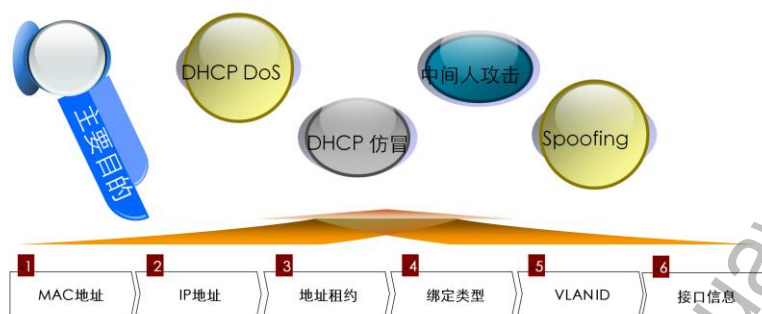 主要目的
DHCP DoS
中间人攻击
DHCP 仿冒
Spoofing
1
MAC地址
2
IP地址
3
地址租约
4
绑定类型
5
VLANID
6
接口信息